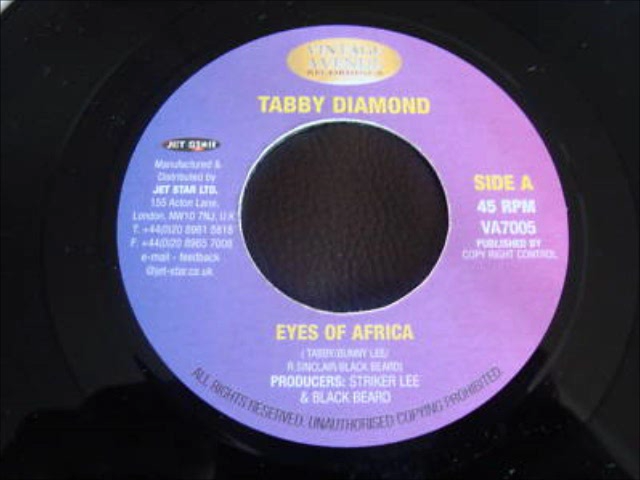 VINTAGE
AVENUE
RECORDINGS
TABBY DIAMOND
JET STAR
Manufactured &
Distributed by
JET STAR LTD.
155 Acton Lane,
London, NW10 7NJ, U.K
T. +44(0)20 8961 5818
F. +44(0)20 8965 7008
e-mail - feedback
@jet-star.co.uk
SIDE A
45 RPM
VA7005
PUBLISHED BY
COPY RIGHT CONTROL
EYES OF AFRICA
( TABBY/BUNNY LEE/
R.SINCLAIR/BLACK BEARD)
PRODUCERS: STRIKER LEE
& BLACK BEARD
ALL RIGHTS RESERVED. UNAUTHORISED COPYING PROHIBITED.